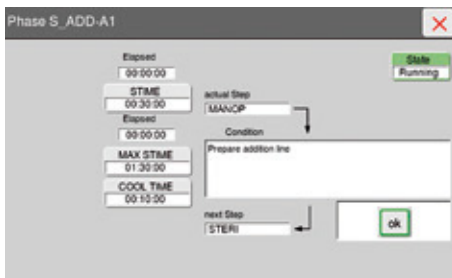 Phase S_ADD-A1
Elapsed
00:00:00
STIME
00:30:00
Elapsed
00:00:00
MAX STIME
01:30:00
COOL TIME
00:10:00
State
Running
actual Step
MANOP
Condition
Prepare addition line
next Step
STERI
ok